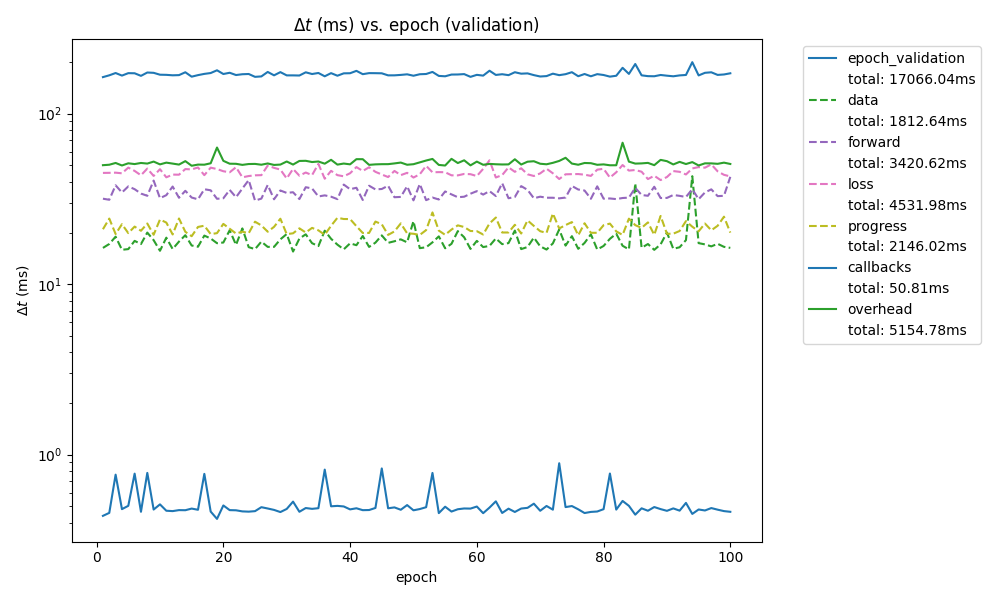 Δt (ms) vs. epoch (validation)
Δt (ms)
10²
10¹
10⁰
0 20 40 60 80 100
epoch
epoch_validation
total: 17066.04ms
data
total: 1812.64ms
forward
total: 3420.62ms
loss
total: 4531.98ms
progress
total: 2146.02ms
callbacks
total: 50.81ms
overhead
total: 5154.78ms